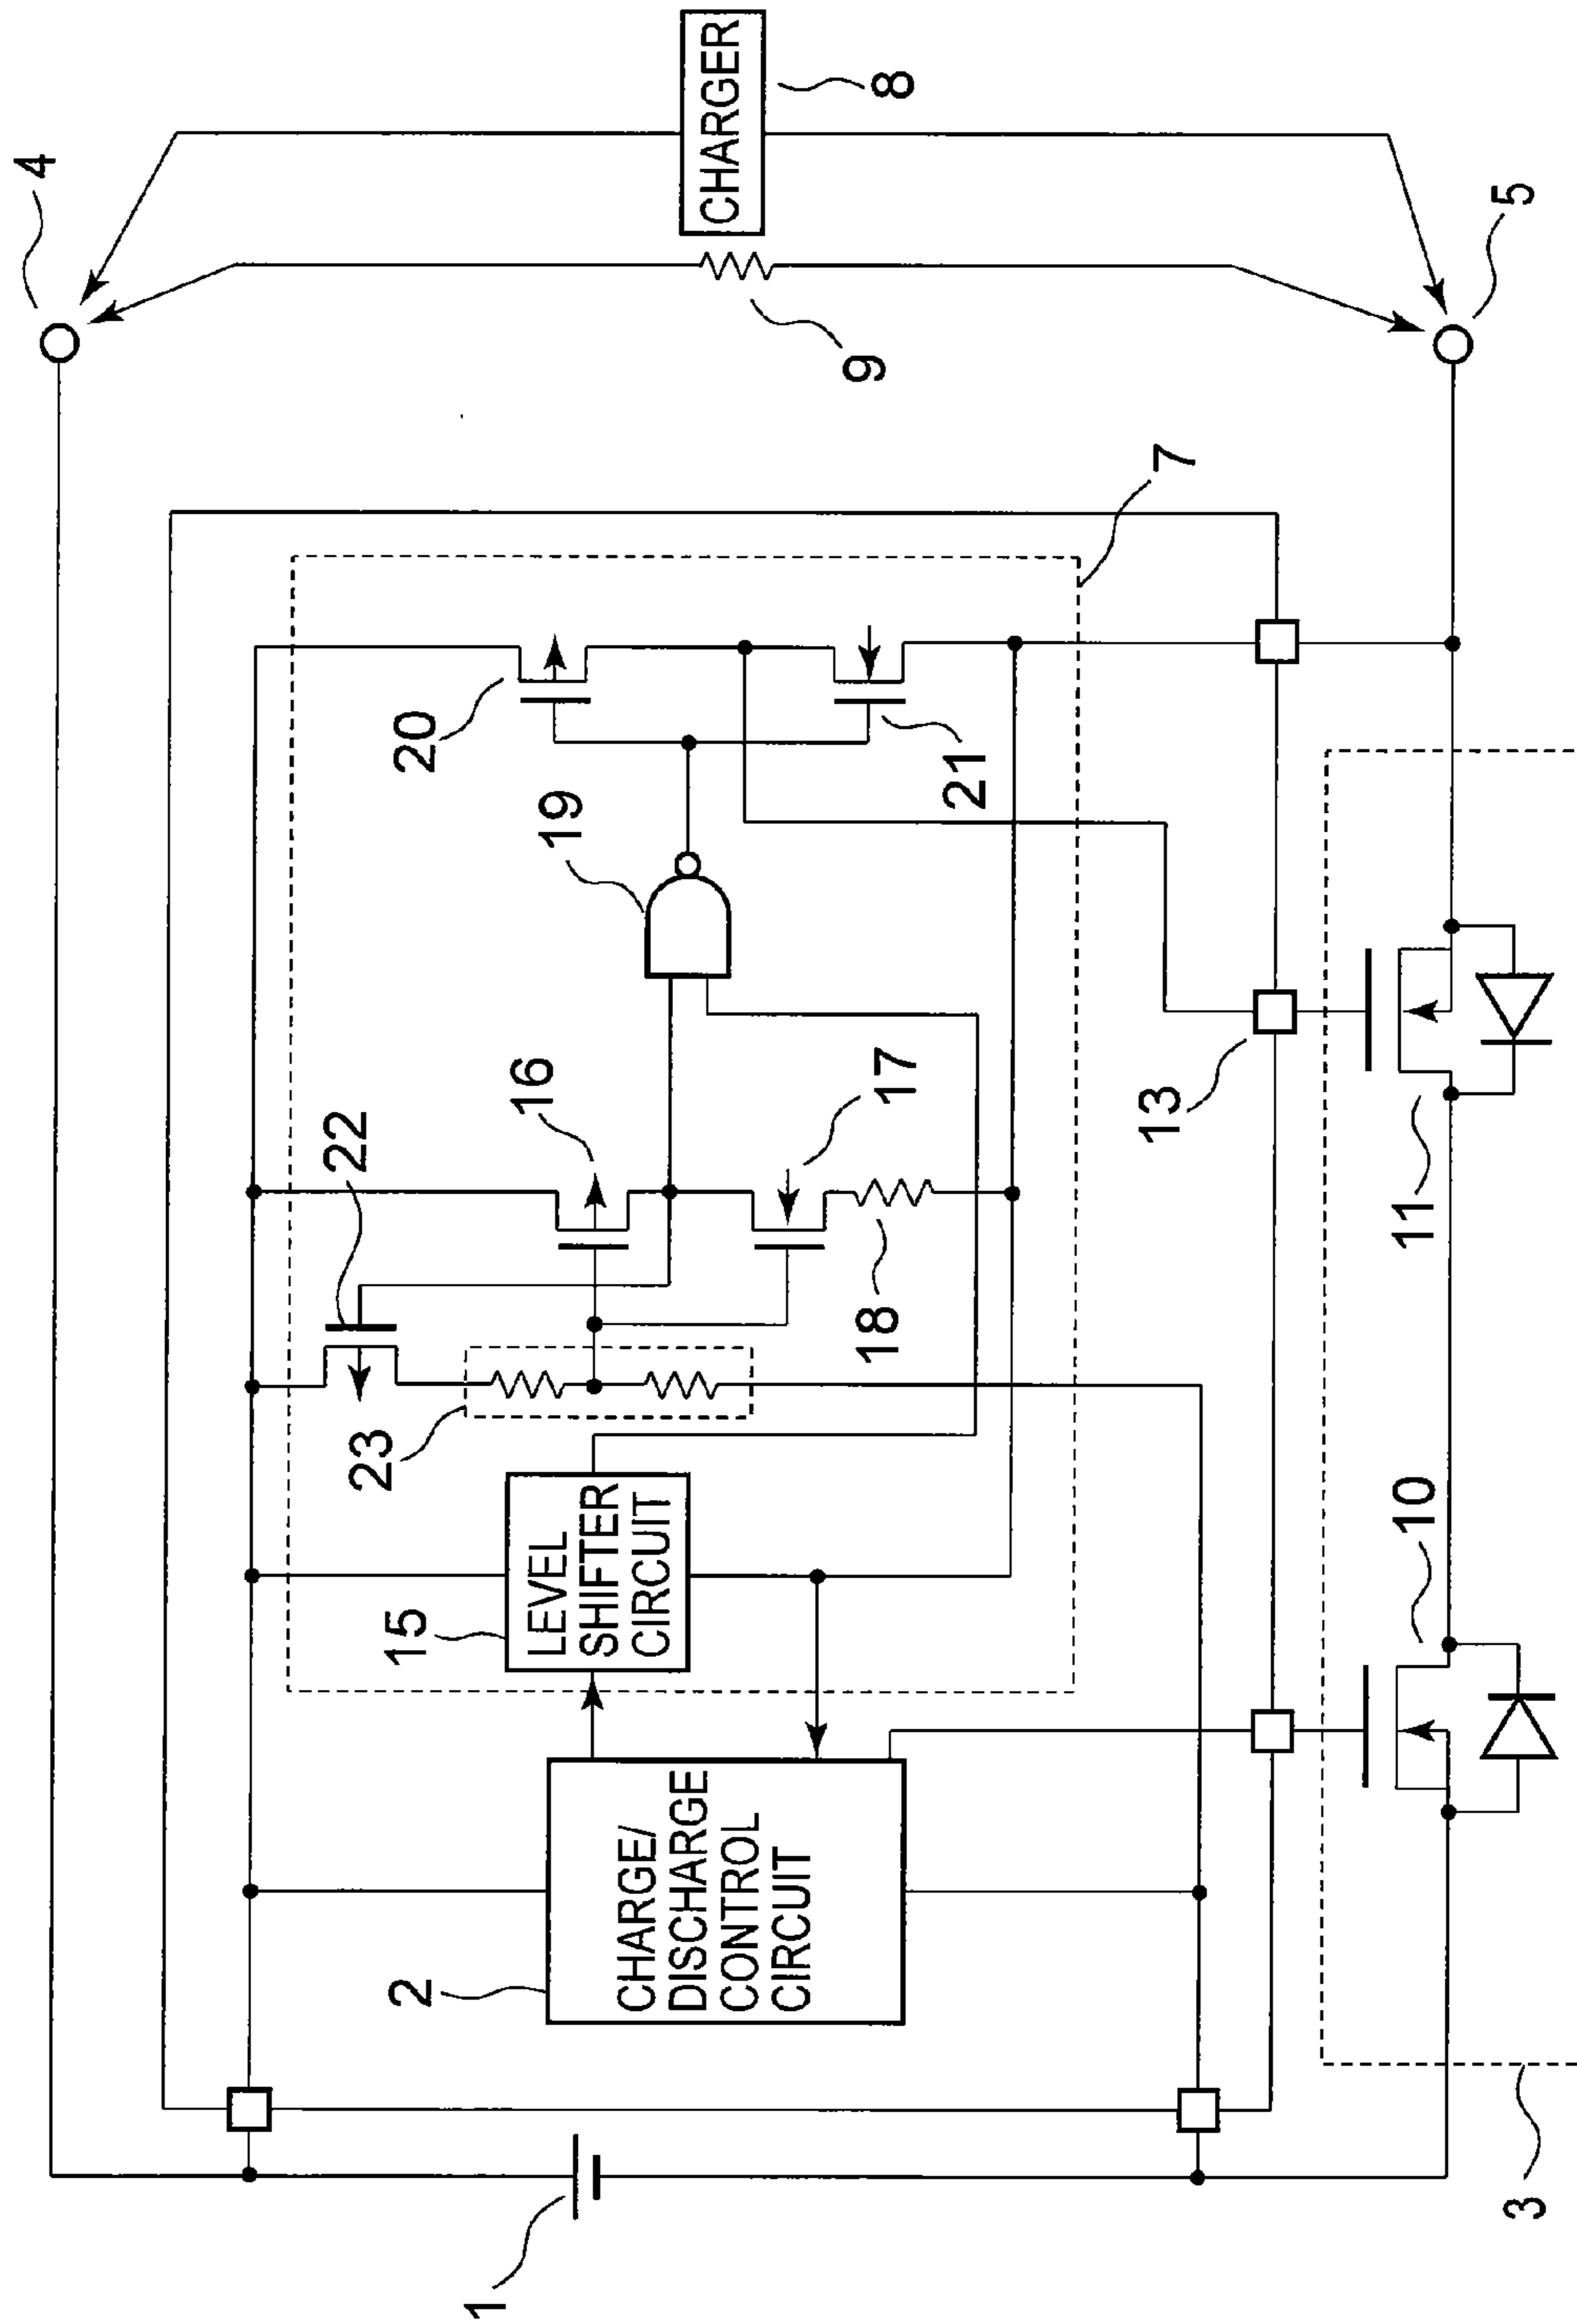 4
CHARGER
8
9
5
7
20
21
19
16
17
22
18
23
13
11
10
LEVEL
SHIFTER
CIRCUIT
15
CHARGE/
DISCHARGE
CONTROL
CIRCUIT
2
1
3